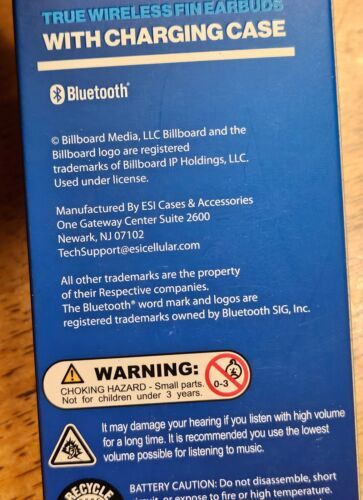 TRUE WIRELESS FIN EARBUDS
WITH CHARGING CASE
Bluetooth®
© Billboard Media, LLC Billboard and the
Billboard logo are registered
trademarks of Billboard IP Holdings, LLC.
Used under license.
Manufactured By ESI Cases & Accessories
One Gateway Center Suite 2600
Newark, NJ 07102
TechSupport@esicellular.com
All other trademarks are the property
of their Respective companies.
The Bluetooth® word mark and logos are
registered trademarks owned by Bluetooth SIG, Inc.
WARNING:
CHOKING HAZARD - Small parts.
Not for children under 3 years.
0-3
It may damage your hearing if you listen with high volume
for a long time. It is recommended you use the lowest
volume possible for listening to music.
RECYCLE
BATTERY CAUTION: Do not disassemble, short
circuit, or expose to fire or high temperature.